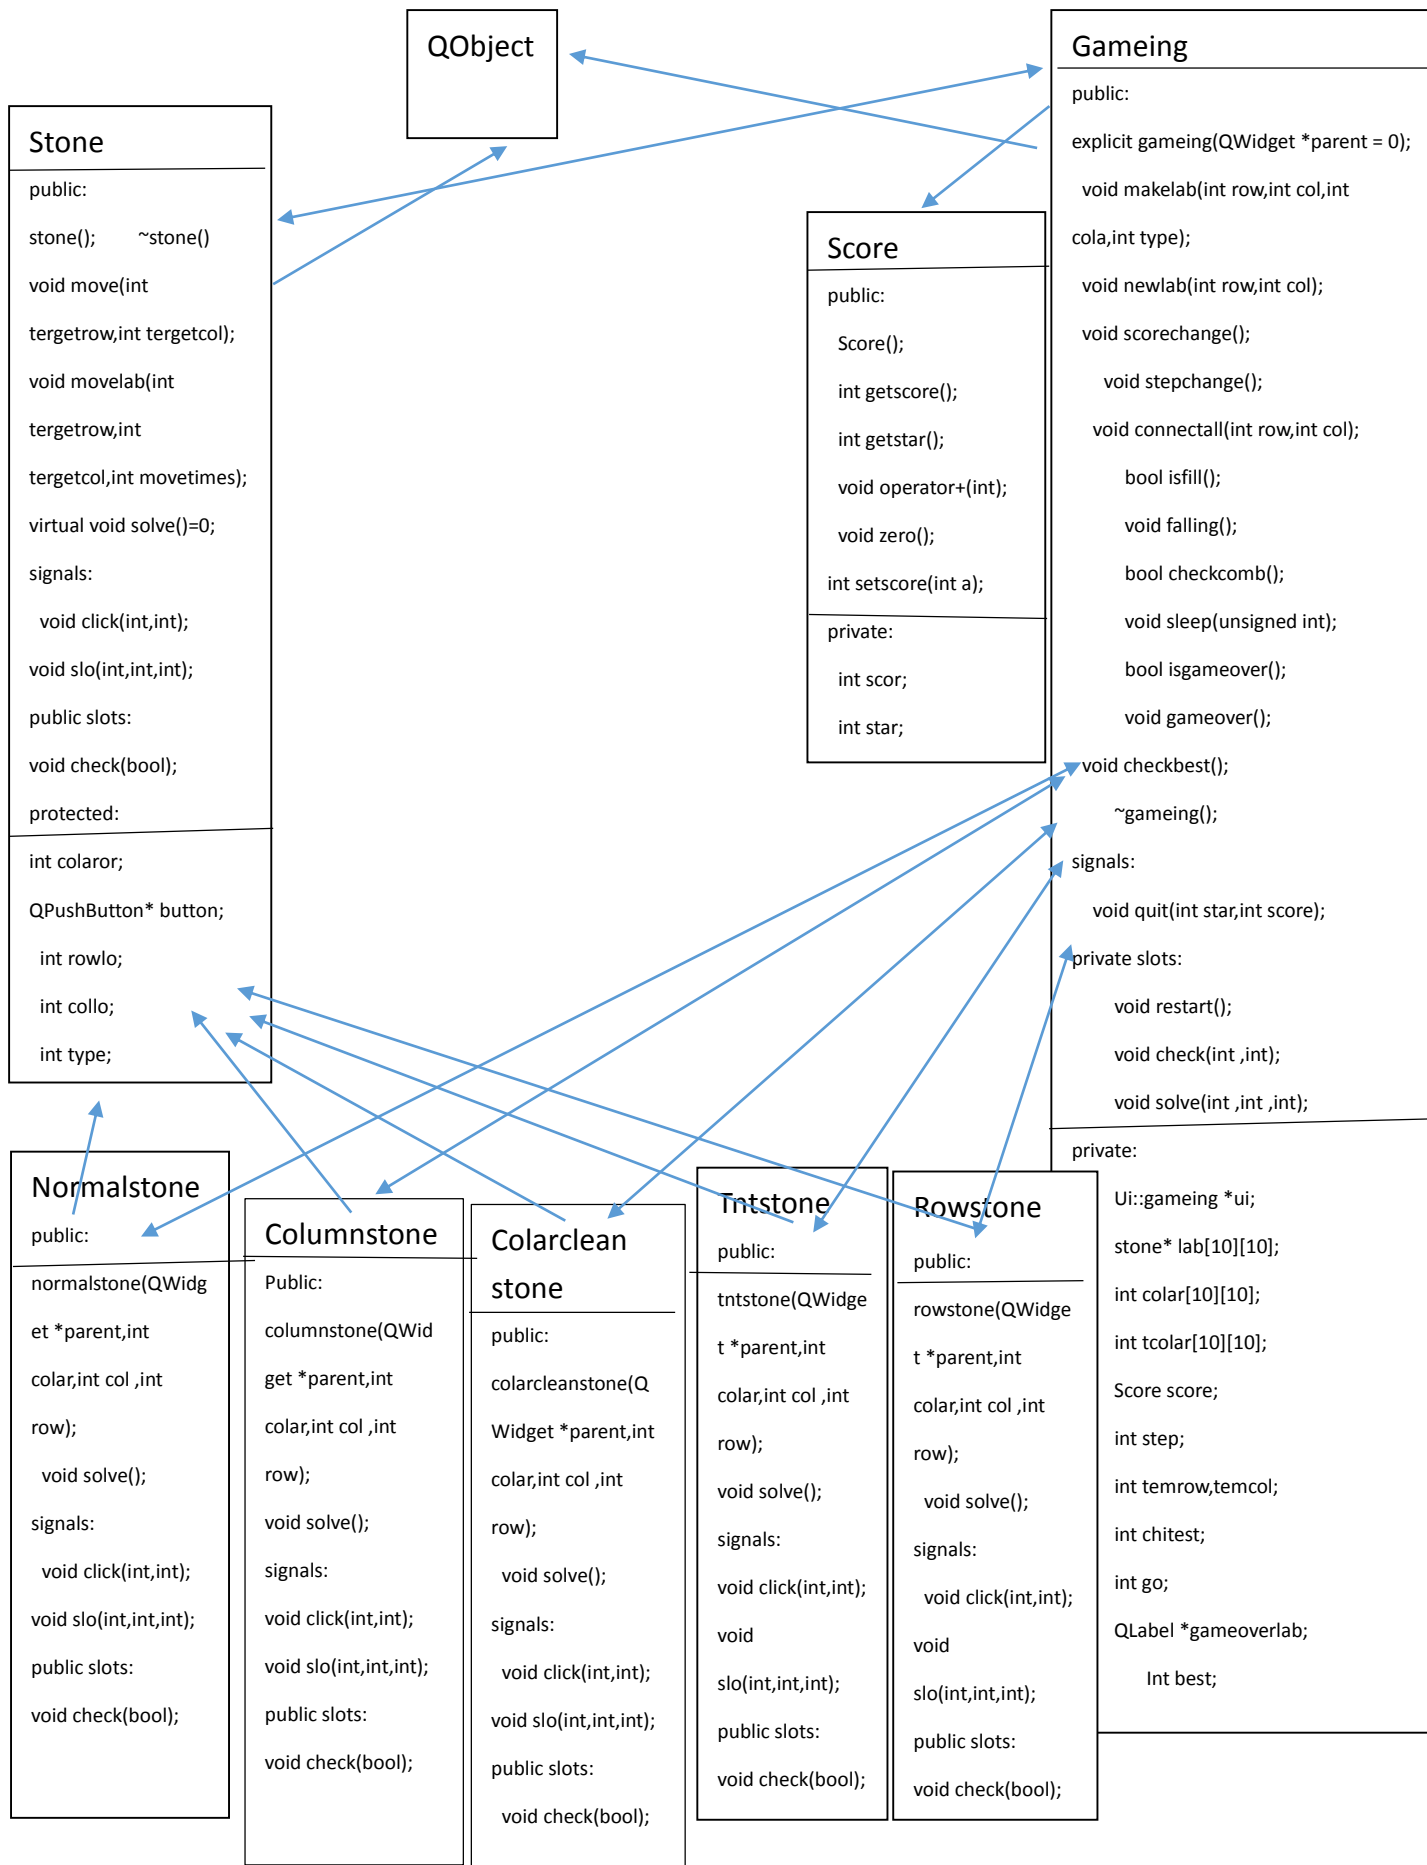 QObject
Gameing
public:
explicit gameing(QWidget *parent = 0);
void makelab(int row,int col,int
cola,int type);
void newlab(int row,int col);
void scorechange();
void stepchange();
void connectall(int row,int col);
bool isfill();
void falling();
bool checkcomb();
void sleep(unsigned int);
bool isgameover();
void gameover();
void checkbest();
~gameing();
signals:
void quit(int star,int score);
private slots:
void restart();
void check(int ,int);
void solve(int ,int ,int);
private:
Ui::gameing *ui;
stone* lab[10][10];
int colar[10][10];
int tcolar[10][10];
Score score;
int step;
int temrow,temcol;
int chitest;
int go;
QLabel *gameoverlab;
Int best;
Stone
public:
stone(); ~stone()
void move(int
tergetrow,int tergetcol);
void movelab(int
tergetrow,int
tergetcol,int movetimes);
virtual void solve()=0;
signals:
void click(int,int);
void slo(int,int,int);
public slots:
void check(bool);
protected:
int colaror;
QPushButton* button;
int rowlo;
int collo;
int type;
Score
public:
Score();
int getscore();
int getstar();
void operator+(int);
void zero();
int setscore(int a);
private:
int scor;
int star;
Normalstone
public:
normalstone(QWidg
et *parent,int
colar,int col ,int
row);
void solve();
signals:
void click(int,int);
void slo(int,int,int);
public slots:
void check(bool);
Columnstone
Public:
columnstone(QWid
get *parent,int
colar,int col ,int
row);
void solve();
signals:
void click(int,int);
void slo(int,int,int);
public slots:
void check(bool);
Colarclean
stone
public:
colarcleanstone(Q
Widget *parent,int
colar,int col ,int
row);
void solve();
signals:
void click(int,int);
void slo(int,int,int);
public slots:
void check(bool);
Tntstone
public:
tntstone(QWidge
t *parent,int
colar,int col ,int
row);
void solve();
signals:
void click(int,int);
void
slo(int,int,int);
public slots:
void check(bool);
Rowstone
public:
rowstone(QWidge
t *parent,int
colar,int col ,int
row);
void solve();
signals:
void click(int,int);
void
slo(int,int,int);
public slots:
void check(bool);